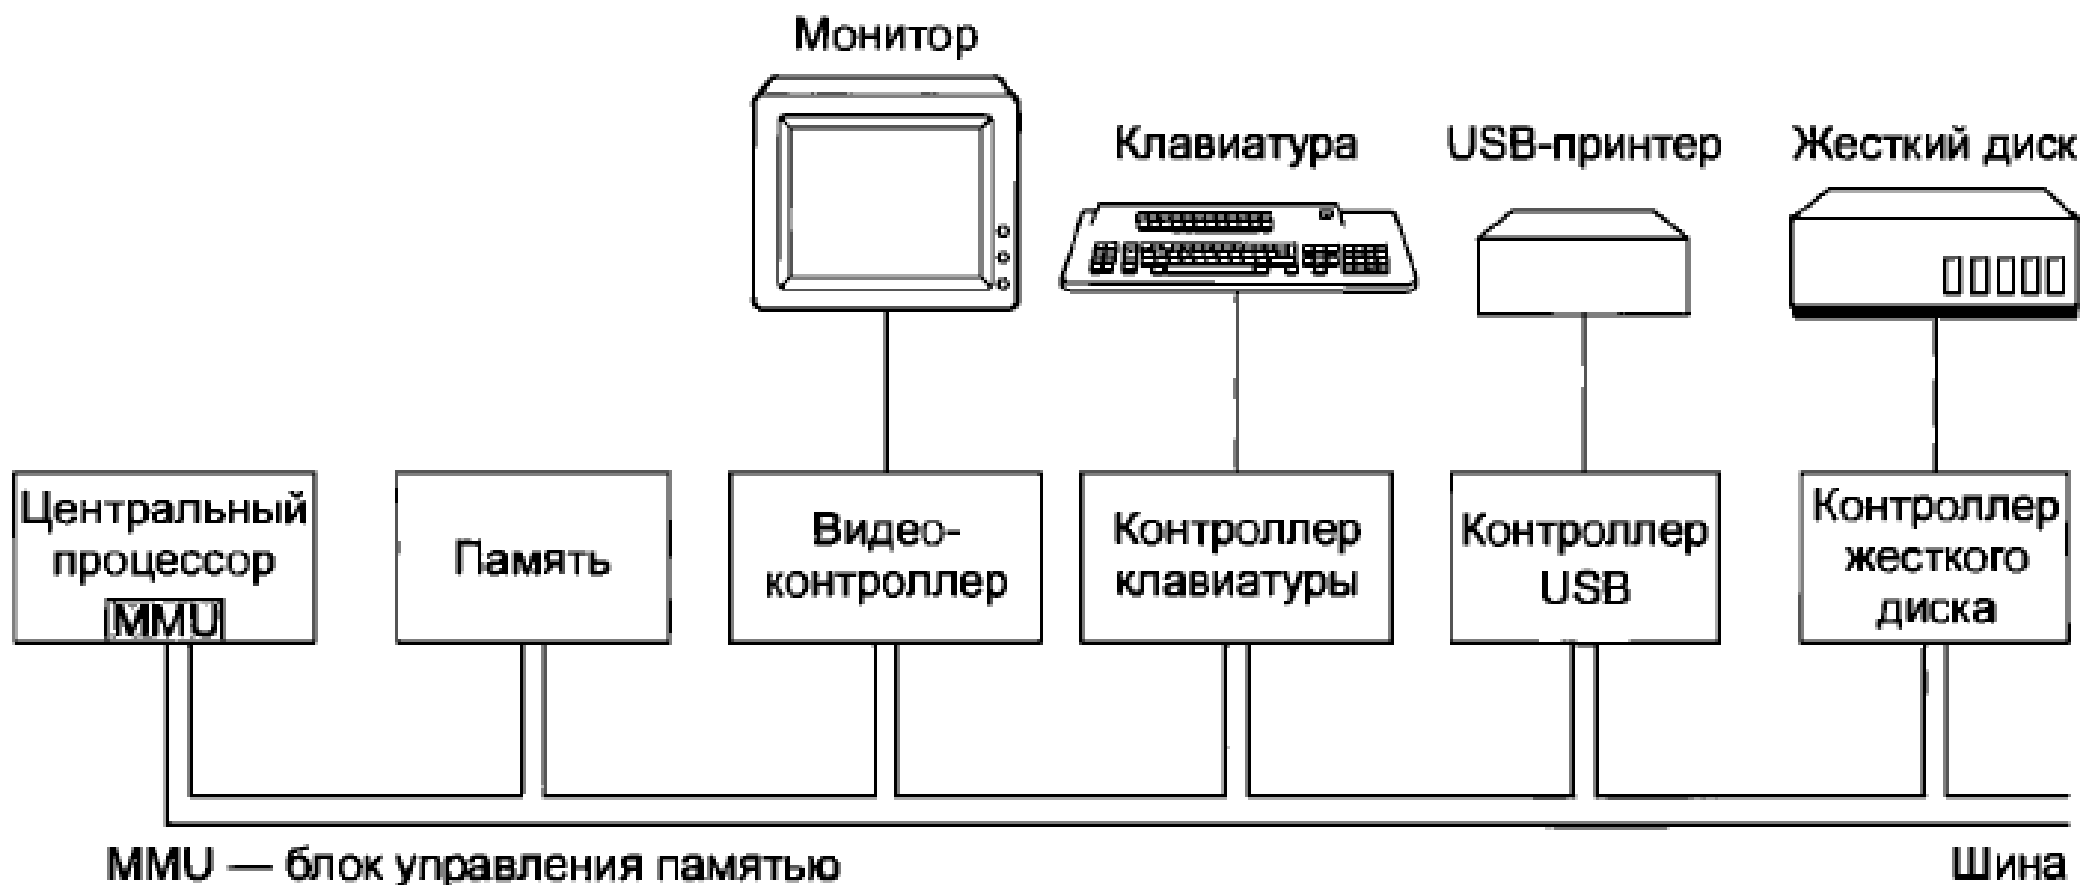 Монитор
Клавиатура
USB-принтер
Жесткий диск
Центральный
процессор
MMU
Память
Видео-
контроллер
Контроллер
клавиатуры
Контроллер
USB
Контроллер
жесткого
диска
MMU — блок управления памятью
Шина